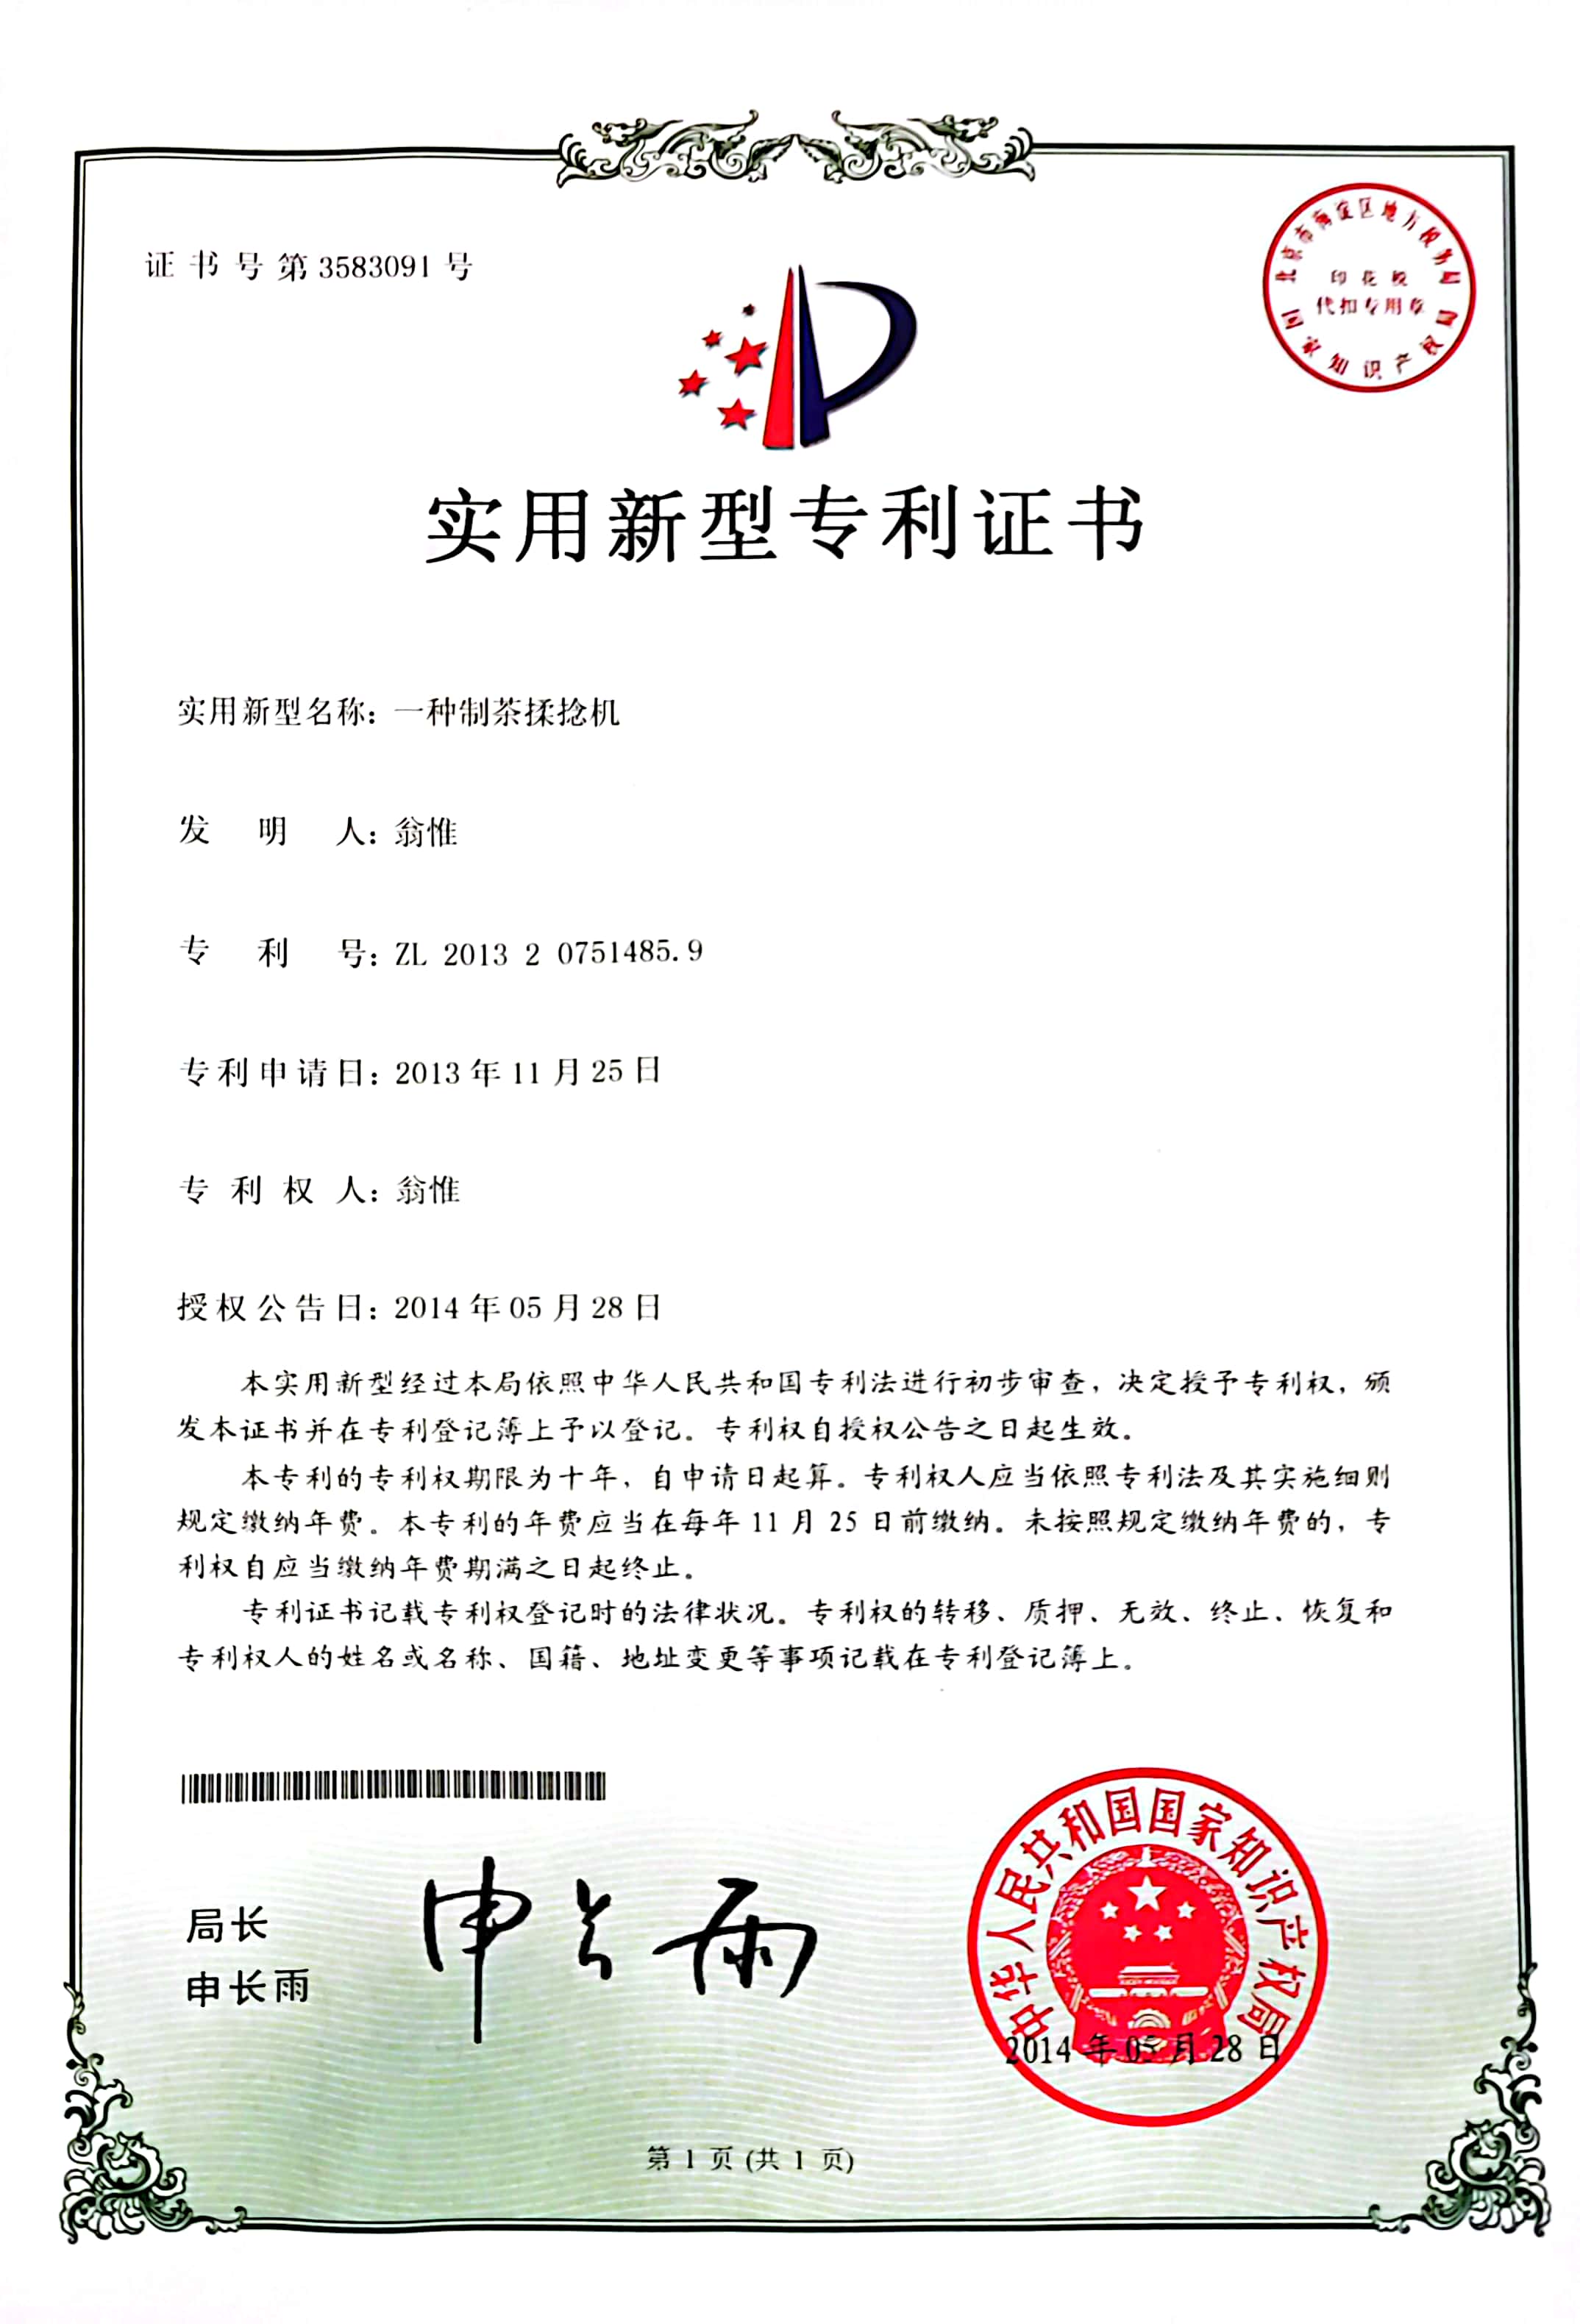 证书号第3583091号
北京市海淀区地方税务局
印花税
代扣专用章
国家知识产权局
实用新型专利证书
实用新型名称：一种制茶揉捻机
发明人：翁惟
专利号：ZL 2013 2 0751485.9
专利申请日：2013年11月25日
专利权人：翁惟
授权公告日：2014年05月28日
本实用新型经过本局依照中华人民共和国专利法进行初步审查，决定授予专利权，颁
发本证书并在专利登记簿上予以登记。专利权自授权公告之日起生效。
本专利的专利权期限为十年，自申请日起算。专利权人应当依照专利法及其实施细则
规定缴纳年费。本专利的年费应当在每年11月25日前缴纳。未按照规定缴纳年费的，专
利权自应当缴纳年费期满之日起终止。
专利证书记载专利权登记时的法律状况。专利权的转移、质押、无效、终止、恢复和
专利权人的姓名或名称、国籍、地址变更等事项记载在专利登记簿上。
局长
申长雨
申长雨
中华人民共和国国家知识产权局
2014年05月28日
第1页(共1页)